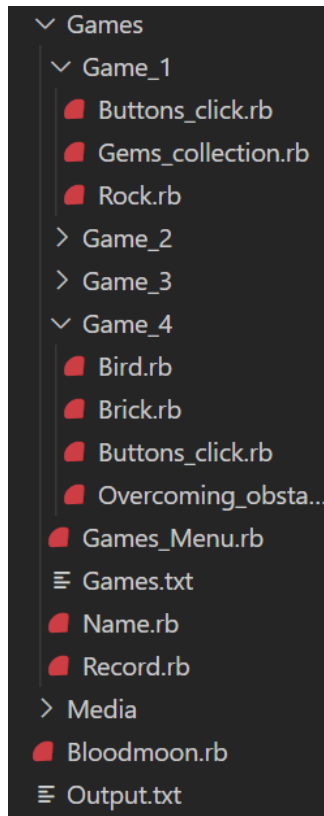 Games
Game_1
Buttons_click.rb
Gems_collection.rb
Rock.rb
Game_2
Game_3
Game_4
Bird.rb
Brick.rb
Buttons_click.rb
Overcoming_obsta...
Games_Menu.rb
Games.txt
Name.rb
Record.rb
Media
Bloodmoon.rb
Output.txt